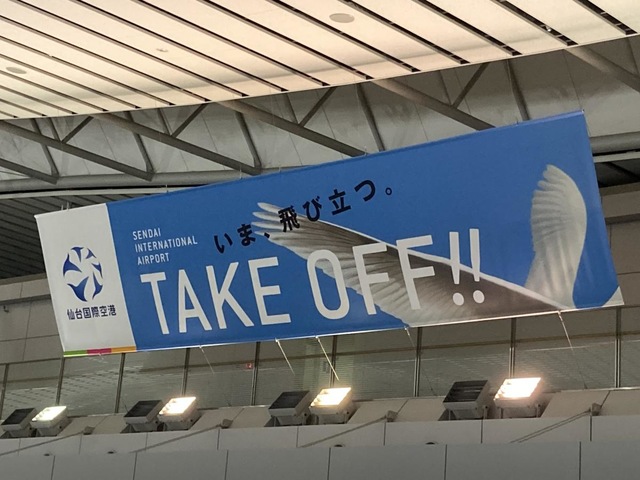 仙台国際空港
SENDAI
INTERNATIONAL
AIRPORT
いま、飛び立つ。
TAKE OFF!!